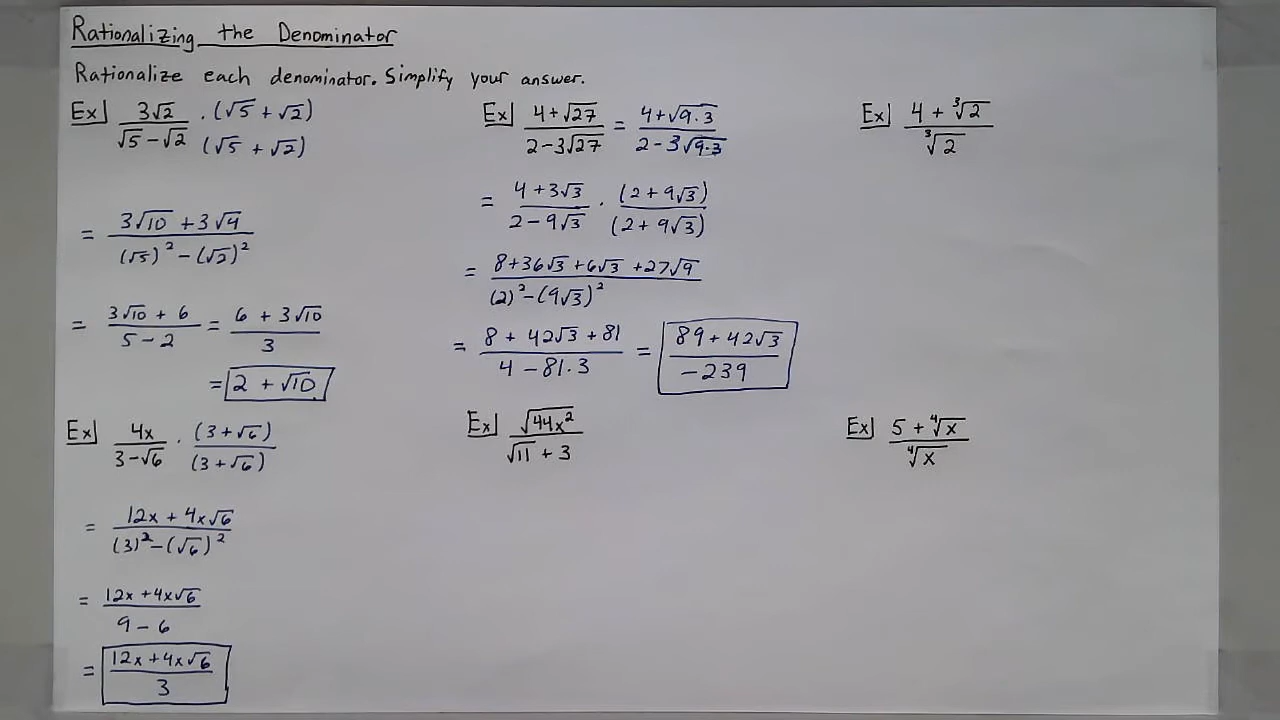 Rationalizing the Denominator
Rationalize each denominator. Simplify your answer.
Ex] 3√2 / (√5 − √2) · (√5 + √2) / (√5 + √2)
= (3√10 + 3√4) / ((√5)² − (√2)²)
= (3√10 + 6) / (5 − 2) = (6 + 3√10) / 3
= 2 + √10
Ex] 4x / (3 − √6) · (3 + √6) / (3 + √6)
= (12x + 4x√6) / ((3)² − (√6)²)
= (12x + 4x√6) / (9 − 6)
= (12x + 4x√6) / 3
Ex] (4 + √27) / (2 − 3√27) = (4 + √9·3) / (2 − 3√9·3)
= (4 + 3√3) / (2 − 9√3) · (2 + 9√3) / (2 + 9√3)
= (8 + 36√3 + 6√3 + 27√9) / ((2)² − (9√3)²)
= (8 + 42√3 + 81) / (4 − 81·3) = (89 + 42√3) / −239
Ex] √44x² / (√11 + 3)
Ex] (4 + ³√2) / ³√2
Ex] (5 + ⁴√x) / ⁴√x